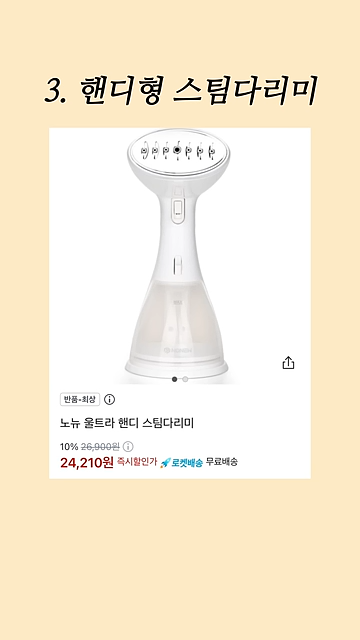 3. 핸디형 스팀다리미
반품-최상
노뉴 울트라 핸디 스팀다리미
10% 26,900원
24,210원 즉시할인가 로켓배송 무료배송